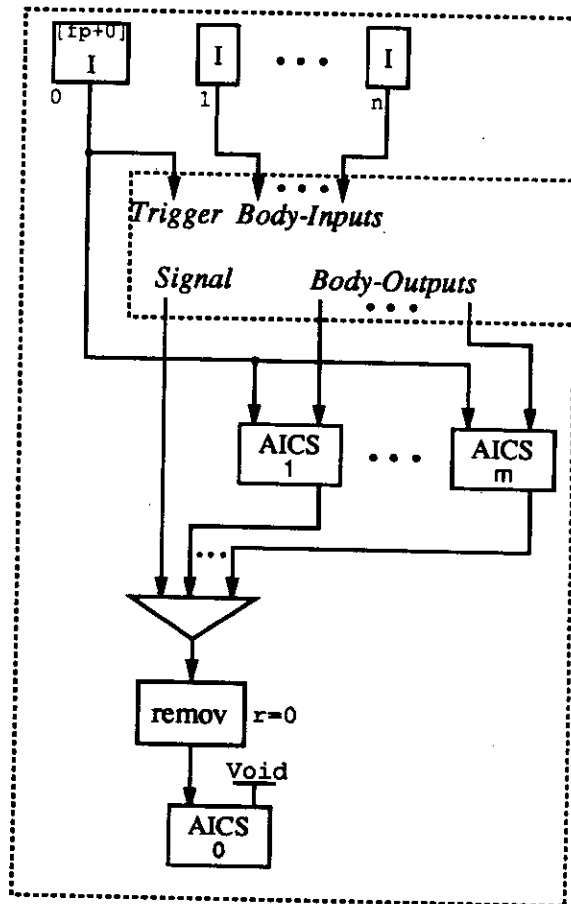 [fp+0]
I I • • • I
0 1 n
• • •
Trigger Body-Inputs
Signal Body-Outputs
• • •
AICS AICS
1 • • • m
• • •
remov r=0
Void
AICS
0